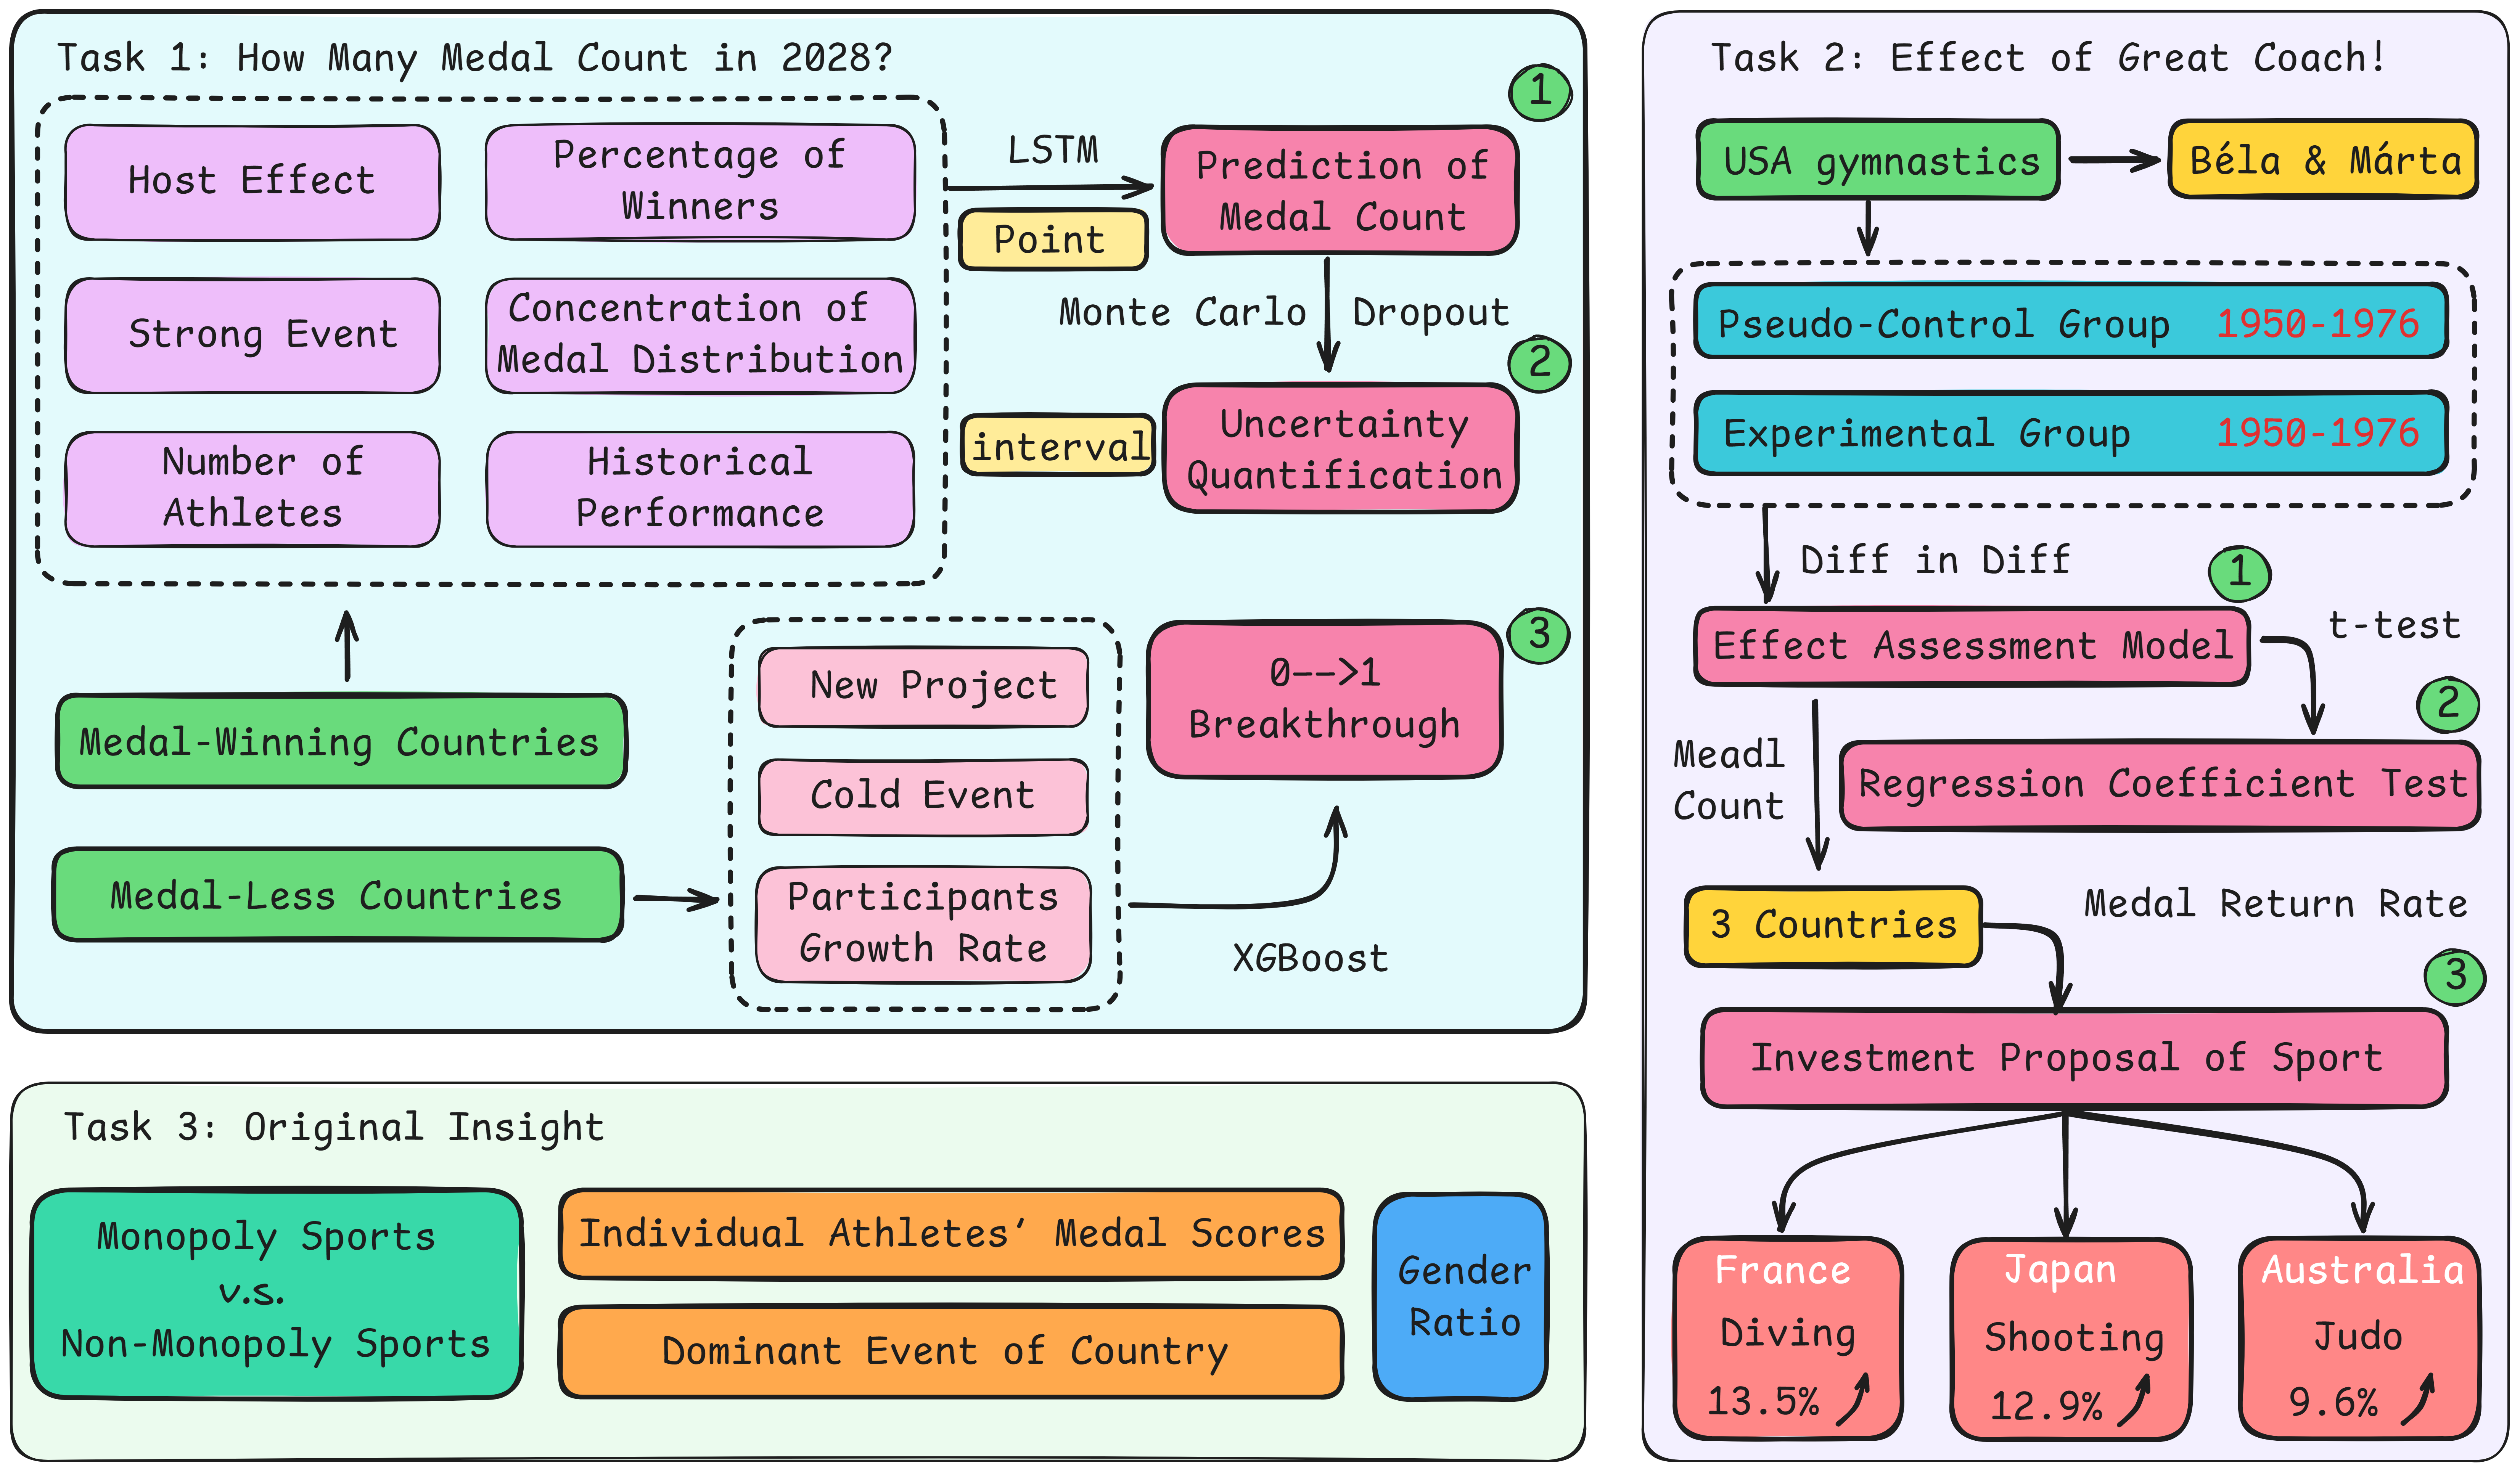 Task 1: How Many Medal Count in 2028?
1
Host Effect
Percentage of
Winners
Strong Event
Concentration of
Medal Distribution
Number of
Athletes
Historical
Performance
LSTM
Point
Prediction of
Medal Count
Monte Carlo
Dropout
2
interval
Uncertainty
Quantification
Medal-Winning Countries
Medal-Less Countries
New Project
Cold Event
Participants
Growth Rate
XGBoost
3
0-->1
Breakthrough
Task 2: Effect of Great Coach!
USA gymnastics
Béla & Márta
Pseudo-Control Group 1950-1976
Experimental Group 1950-1976
Diff in Diff
1
Effect Assessment Model
t-test
2
Regression Coefficient Test
Meadl
Count
3 Countries
Medal Return Rate
3
Investment Proposal of Sport
France
Diving
13.5%
Japan
Shooting
12.9%
Australia
Judo
9.6%
Task 3: Original Insight
Monopoly Sports
v.s.
Non-Monopoly Sports
Individual Athletes’ Medal Scores
Dominant Event of Country
Gender
Ratio